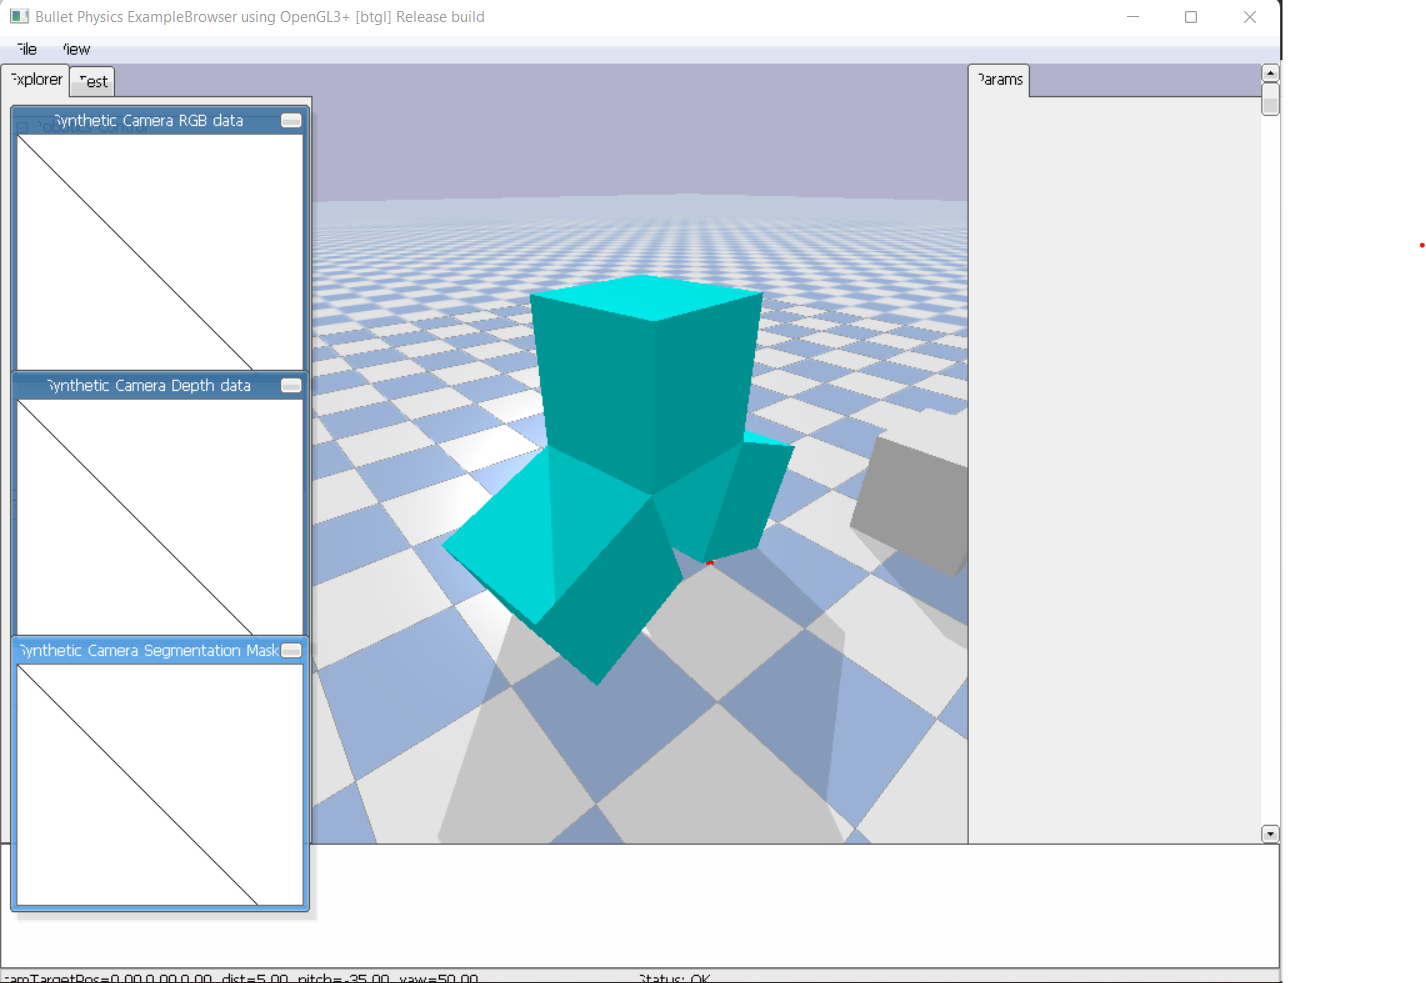 Bullet Physics ExampleBrowser using OpenGL3+ [btgl] Release build
File View
Explorer Test Params
Synthetic Camera RGB data
Robotics Control
Synthetic Camera Depth data
Synthetic Camera Segmentation Mask
camTargetPos=0.00,0.00,0.00, dist=5.00, pitch=-35.00, yaw=50.00 Status: OK